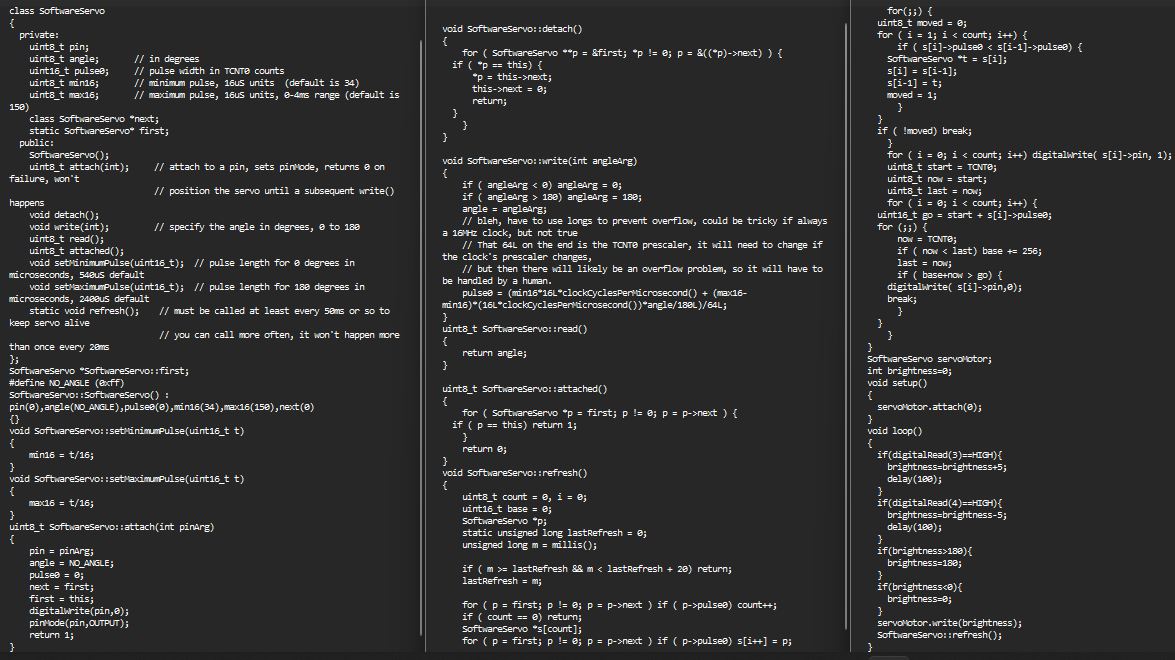 class SoftwareServo
{
  private:
    uint8_t pin;
    uint8_t angle;       // in degrees
    uint16_t pulse0;     // pulse width in TCNT0 counts
    uint8_t min16;       // minimum pulse, 16uS units  (default is 34)
    uint8_t max16;       // maximum pulse, 16uS units, 0-4ms range (default is
150)
    class SoftwareServo *next;
    static SoftwareServo* first;
  public:
    SoftwareServo();
    uint8_t attach(int);     // attach to a pin, sets pinMode, returns 0 on
failure, won't
                             // position the servo until a subsequent write()
happens
    void detach();
    void write(int);         // specify the angle in degrees, 0 to 180
    uint8_t read();
    uint8_t attached();
    void setMinimumPulse(uint16_t);  // pulse length for 0 degrees in
microseconds, 540uS default
    void setMaximumPulse(uint16_t);  // pulse length for 180 degrees in
microseconds, 2400uS default
    static void refresh();    // must be called at least every 50ms or so to
keep servo alive
                              // you can call more often, it won't happen more
than once every 20ms
};
SoftwareServo *SoftwareServo::first;
#define NO_ANGLE (0xff)
SoftwareServo::SoftwareServo() :
pin(0),angle(NO_ANGLE),pulse0(0),min16(34),max16(150),next(0)
{}
void SoftwareServo::setMinimumPulse(uint16_t t)
{
    min16 = t/16;
}
void SoftwareServo::setMaximumPulse(uint16_t t)
{
    max16 = t/16;
}
uint8_t SoftwareServo::attach(int pinArg)
{
    pin = pinArg;
    angle = NO_ANGLE;
    pulse0 = 0;
    next = first;
    first = this;
    digitalWrite(pin,0);
    pinMode(pin,OUTPUT);
    return 1;
}
void SoftwareServo::detach()
{
    for ( SoftwareServo **p = &first; *p != 0; p = &((*p)->next) ) {
  if ( *p == this) {
      *p = this->next;
      this->next = 0;
      return;
  }
    }
}
void SoftwareServo::write(int angleArg)
{
    if ( angleArg < 0) angleArg = 0;
    if ( angleArg > 180) angleArg = 180;
    angle = angleArg;
    // bleh, have to use longs to prevent overflow, could be tricky if always
a 16MHz clock, but not true
    // That 64L on the end is the TCNT0 prescaler, it will need to change if
the clock's prescaler changes,
    // but then there will likely be an overflow problem, so it will have to
be handled by a human.
    pulse0 = (min16*16L*clockCyclesPerMicrosecond() + (max16-
min16)*(16L*clockCyclesPerMicrosecond())*angle/180L)/64L;
}
uint8_t SoftwareServo::read()
{
    return angle;
}
uint8_t SoftwareServo::attached()
{
    for ( SoftwareServo *p = first; p != 0; p = p->next ) {
  if ( p == this) return 1;
    }
    return 0;
}
void SoftwareServo::refresh()
{
    uint8_t count = 0, i = 0;
    uint16_t base = 0;
    SoftwareServo *p;
    static unsigned long lastRefresh = 0;
    unsigned long m = millis();
    if ( m >= lastRefresh && m < lastRefresh + 20) return;
    lastRefresh = m;
    for ( p = first; p != 0; p = p->next ) if ( p->pulse0) count++;
    if ( count == 0) return;
    SoftwareServo *s[count];
    for ( p = first; p != 0; p = p->next ) if ( p->pulse0) s[i++] = p;
    for(;;) {
  uint8_t moved = 0;
  for ( i = 1; i < count; i++) {
      if ( s[i]->pulse0 < s[i-1]->pulse0) {
    SoftwareServo *t = s[i];
    s[i] = s[i-1];
    s[i-1] = t;
    moved = 1;
      }
  }
  if ( !moved) break;
    }
    for ( i = 0; i < count; i++) digitalWrite( s[i]->pin, 1);
    uint8_t start = TCNT0;
    uint8_t now = start;
    uint8_t last = now;
    for ( i = 0; i < count; i++) {
  uint16_t go = start + s[i]->pulse0;
  for (;;) {
      now = TCNT0;
      if ( now < last) base += 256;
      last = now;
      if ( base+now > go) {
    digitalWrite( s[i]->pin,0);
    break;
      }
  }
    }
}
SoftwareServo servoMotor;
int brightness=0;
void setup()
{
  servoMotor.attach(0);
}
void loop()
{
  if(digitalRead(3)==HIGH){
    brightness=brightness+5;
    delay(100);
  }
  if(digitalRead(4)==HIGH){
    brightness=brightness-5;
    delay(100);
  }
  if(brightness>180){
    brightness=180;
  }
  if(brightness<0){
    brightness=0;
  }
  servoMotor.write(brightness);
  SoftwareServo::refresh();
}